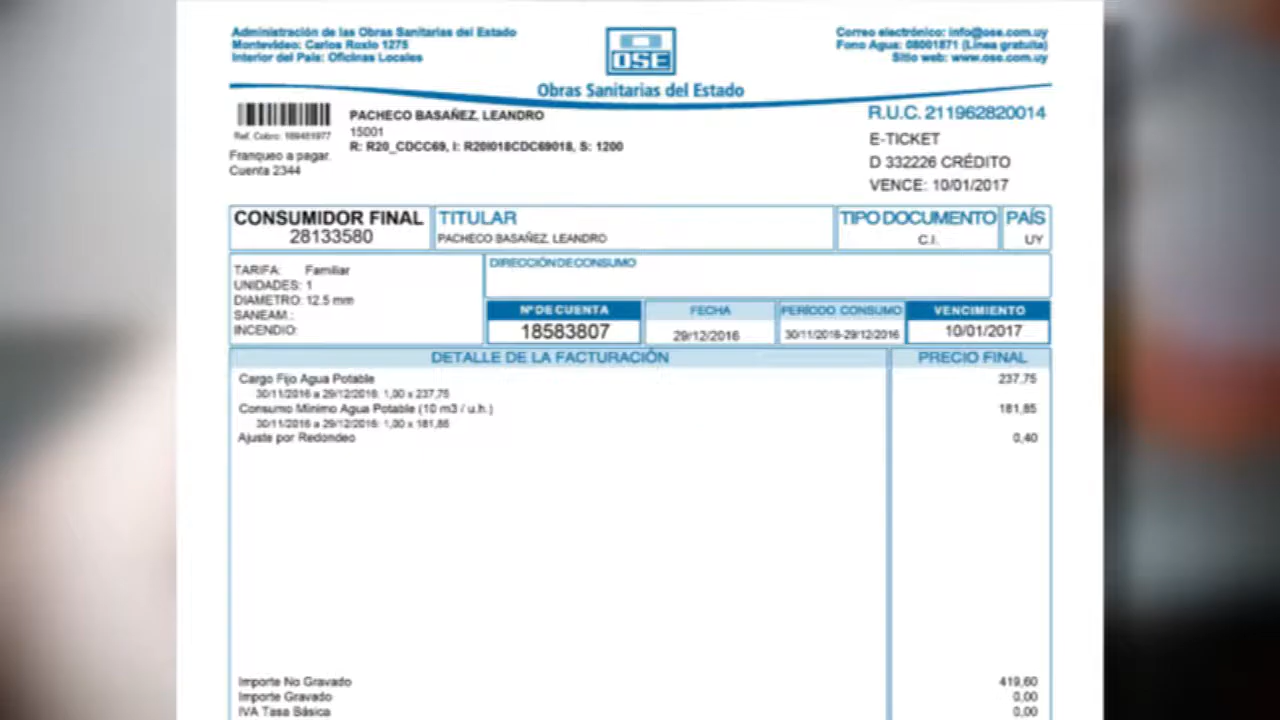 Administración de las Obras Sanitarias del Estado
Montevideo: Carlos Roxlo 1275
Interior del País: Oficinas Locales
OSE
Obras Sanitarias del Estado
Correo electrónico: info@ose.com.uy
Fono Agua: 08001871 (Línea gratuita)
Sitio web: www.ose.com.uy
Franqueo a pagar.
Cuenta 2344
PACHECO BASAÑEZ, LEANDRO
15001
R: R20_CDCC69, I: R20I018CDC69018, S: 1200
R.U.C. 211962820014
E-TICKET
D 332226 CRÉDITO
VENCE: 10/01/2017
CONSUMIDOR FINAL
28133580
TITULAR
PACHECO BASAÑEZ, LEANDRO
TIPO DOCUMENTO
C.I.
PAÍS
UY
TARIFA: Familiar
UNIDADES: 1
DIAMETRO: 12.5 mm
SANEAM.:
INCENDIO:
DIRECCIÓN DE CONSUMO
Nº DE CUENTA
18583807
FECHA
29/12/2016
PERÍODO CONSUMO
30/11/2016-29/12/2016
VENCIMIENTO
10/01/2017
DETALLE DE LA FACTURACIÓN PRECIO FINAL
Cargo Fijo Agua Potable 237,75
30/11/2016 a 29/12/2016: 1,00 x 237,75
Consumo Mínimo Agua Potable (10 m3 / u.h.) 181,85
30/11/2016 a 29/12/2016: 1,00 x 181,85
Ajuste por Redondeo 0,40
Importe No Gravado 419,60
Importe Gravado 0,00
IVA Tasa Básica 0,00